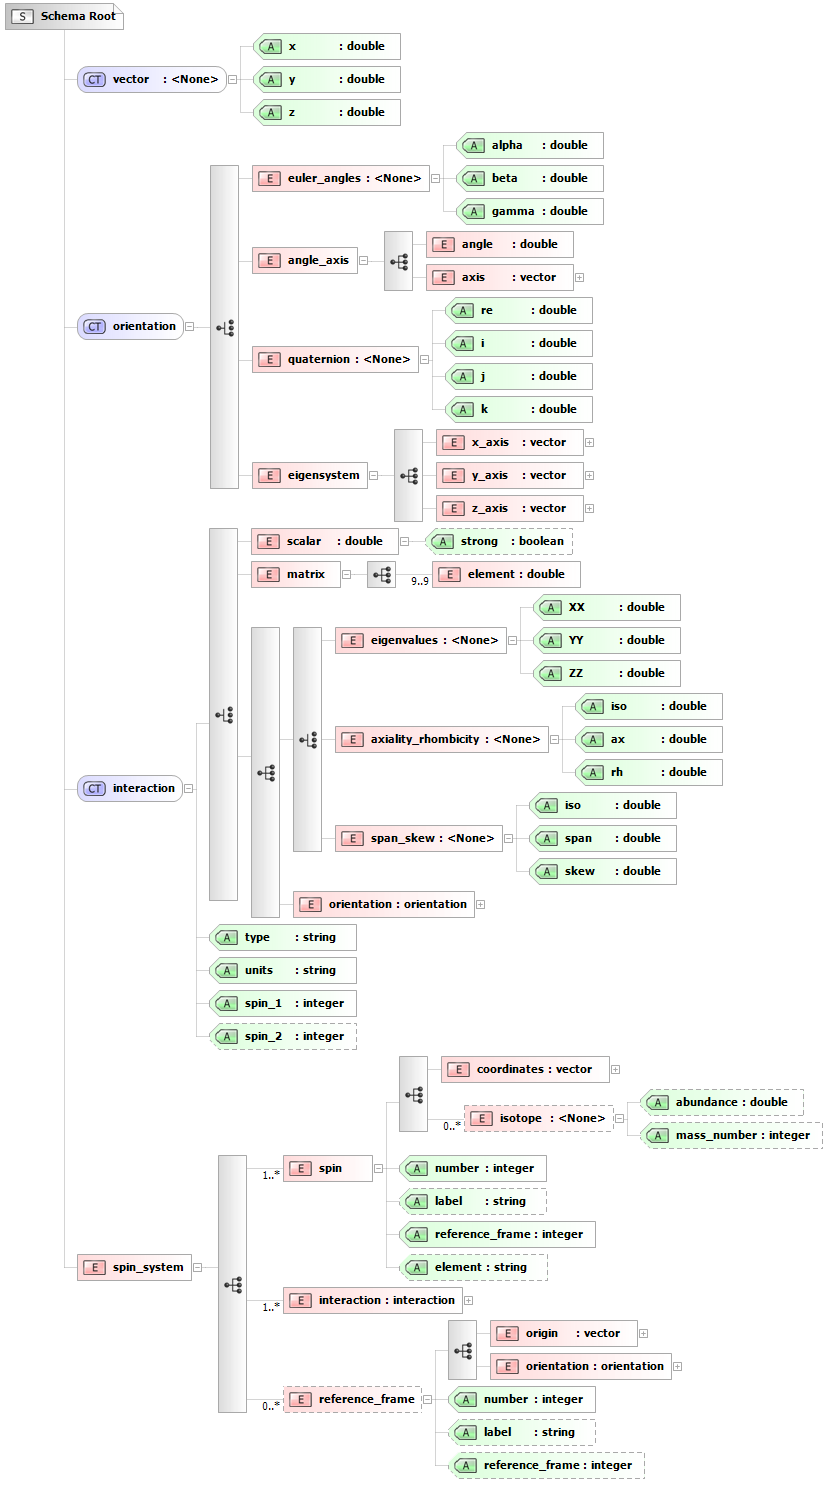 S Schema Root
A x : double
CT vector : <None>
A y : double
A z : double
A alpha : double
E euler_angles : <None>
A beta : double
A gamma : double
E angle : double
E angle_axis
E axis : vector
A re : double
CT orientation
A i : double
E quaternion : <None>
A j : double
A k : double
E x_axis : vector
E eigensystem
E y_axis : vector
E z_axis : vector
E scalar : double
A strong : boolean
E matrix
9..9
E element : double
A XX : double
E eigenvalues : <None>
A YY : double
A ZZ : double
A iso : double
E axiality_rhombicity : <None>
A ax : double
A rh : double
CT interaction
A iso : double
E span_skew : <None>
A span : double
A skew : double
E orientation : orientation
A type : string
A units : string
A spin_1 : integer
A spin_2 : integer
E coordinates : vector
0..*
E isotope : <None>
A abundance : double
A mass_number : integer
1..*
E spin
A number : integer
A label : string
A reference_frame : integer
E spin_system
A element : string
1..*
E interaction : interaction
E origin : vector
E orientation : orientation
0..*
E reference_frame
A number : integer
A label : string
A reference_frame : integer